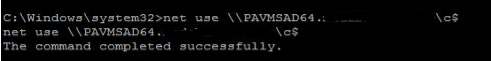 C:\Windows\system32>net use \\PAVMSAD64. \c$
net use \\PAVMSAD64. \c$
The command completed successfully.